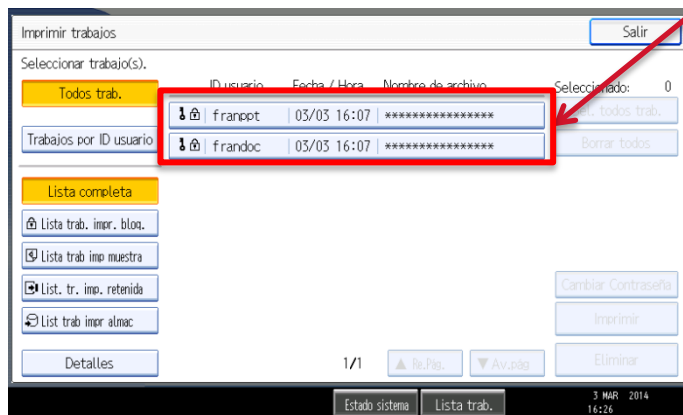 Imprimir trabajos
Salir
Seleccionar trabajo(s).
Todos trab.
ID usuario Fecha / Hora Nombre de archivo
Seleccionado: 0
franppt 03/03 16:07 ****************
todos trab.
Trabajos por ID usuario
frandoc 03/03 16:07 ****************
Borrar todos
Lista completa
Lista trab. impr. bloq.
Lista trab imp muestra
List. tr. imp. retenida
Cambiar Contraseña
List trab impr almac
Imprimir
Detalles
1/1
▲ Re.Pág.
▼ Av.pág
Eliminar
Estado sistema
Lista trab.
3 MAR 2014
16:26